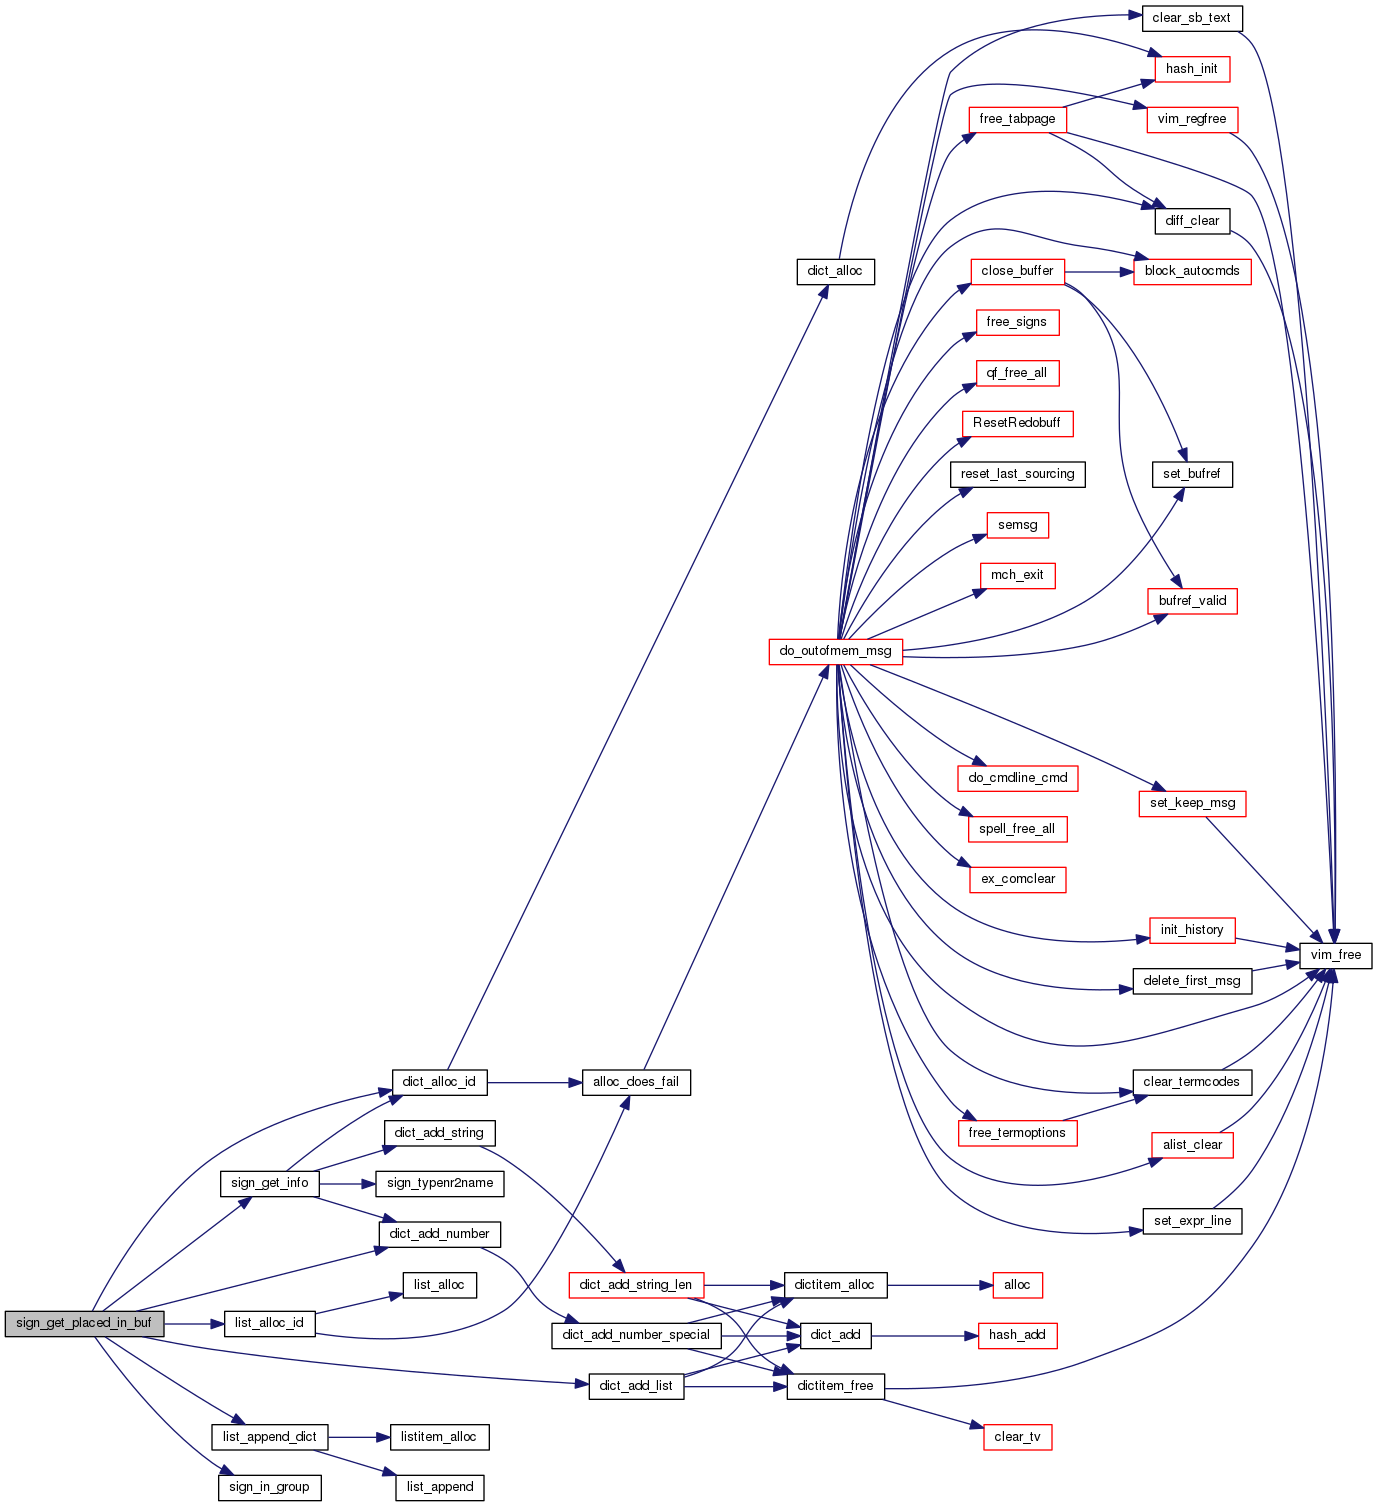 clear_sb_text
hash_init
free_tabpage
vim_regfree
diff_clear
dict_alloc
close_buffer
block_autocmds
free_signs
qf_free_all
ResetRedobuff
reset_last_sourcing
set_bufref
semsg
mch_exit
bufref_valid
do_outofmem_msg
do_cmdline_cmd
set_keep_msg
spell_free_all
ex_comclear
init_history
vim_free
delete_first_msg
dict_alloc_id
alloc_does_fail
clear_termcodes
dict_add_string
free_termoptions
alist_clear
sign_get_info
sign_typenr2name
set_expr_line
dict_add_number
list_alloc
dict_add_string_len
dictitem_alloc
alloc
sign_get_placed_in_buf
list_alloc_id
dict_add_number_special
dict_add
hash_add
dict_add_list
dictitem_free
list_append_dict
listitem_alloc
clear_tv
sign_in_group
list_append